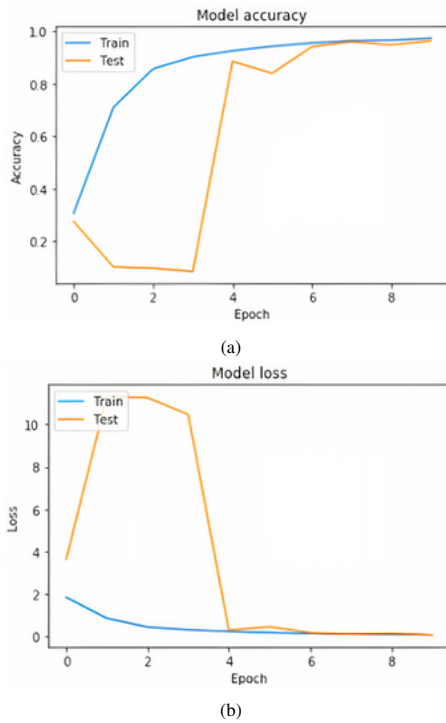 Model accuracy
1.0
Train
Test
0.8
0.6
0.4
0.2
Accuracy
0 2 4 6 8
Epoch
(a)
Model loss
Train
Test
10
8
6
4
2
0
Loss
0 2 4 6 8
Epoch
(b)